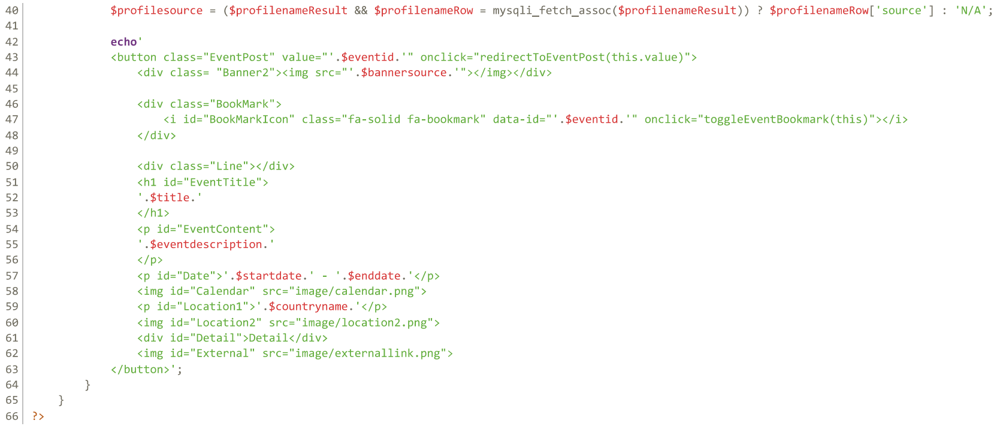 40 $profilesource = ($profilenameResult && $profilenameRow = mysqli_fetch_assoc($profilenameResult)) ? $profilenameRow['source'] : 'N/A';
41
42 echo'
43 <button class="EventPost" value="'.$eventid.'" onclick="redirectToEventPost(this.value)">
44 <div class= "Banner2"><img src="'.$bannersource.'"></img></div>
45
46 <div class="BookMark">
47 <i id="BookMarkIcon" class="fa-solid fa-bookmark" data-id="'.$eventid.'" onclick="toggleEventBookmark(this)"></i>
48 </div>
49
50 <div class="Line"></div>
51 <h1 id="EventTitle">
52 '.$title.'
53 </h1>
54 <p id="EventContent">
55 '.$eventdescription.'
56 </p>
57 <p id="Date">'.$startdate.' - '.$enddate.'</p>
58 <img id="Calendar" src="image/calendar.png">
59 <p id="Location1">'.$countryname.'</p>
60 <img id="Location2" src="image/location2.png">
61 <div id="Detail">Detail</div>
62 <img id="External" src="image/externallink.png">
63 </button>';
64 }
65 }
66 ?>